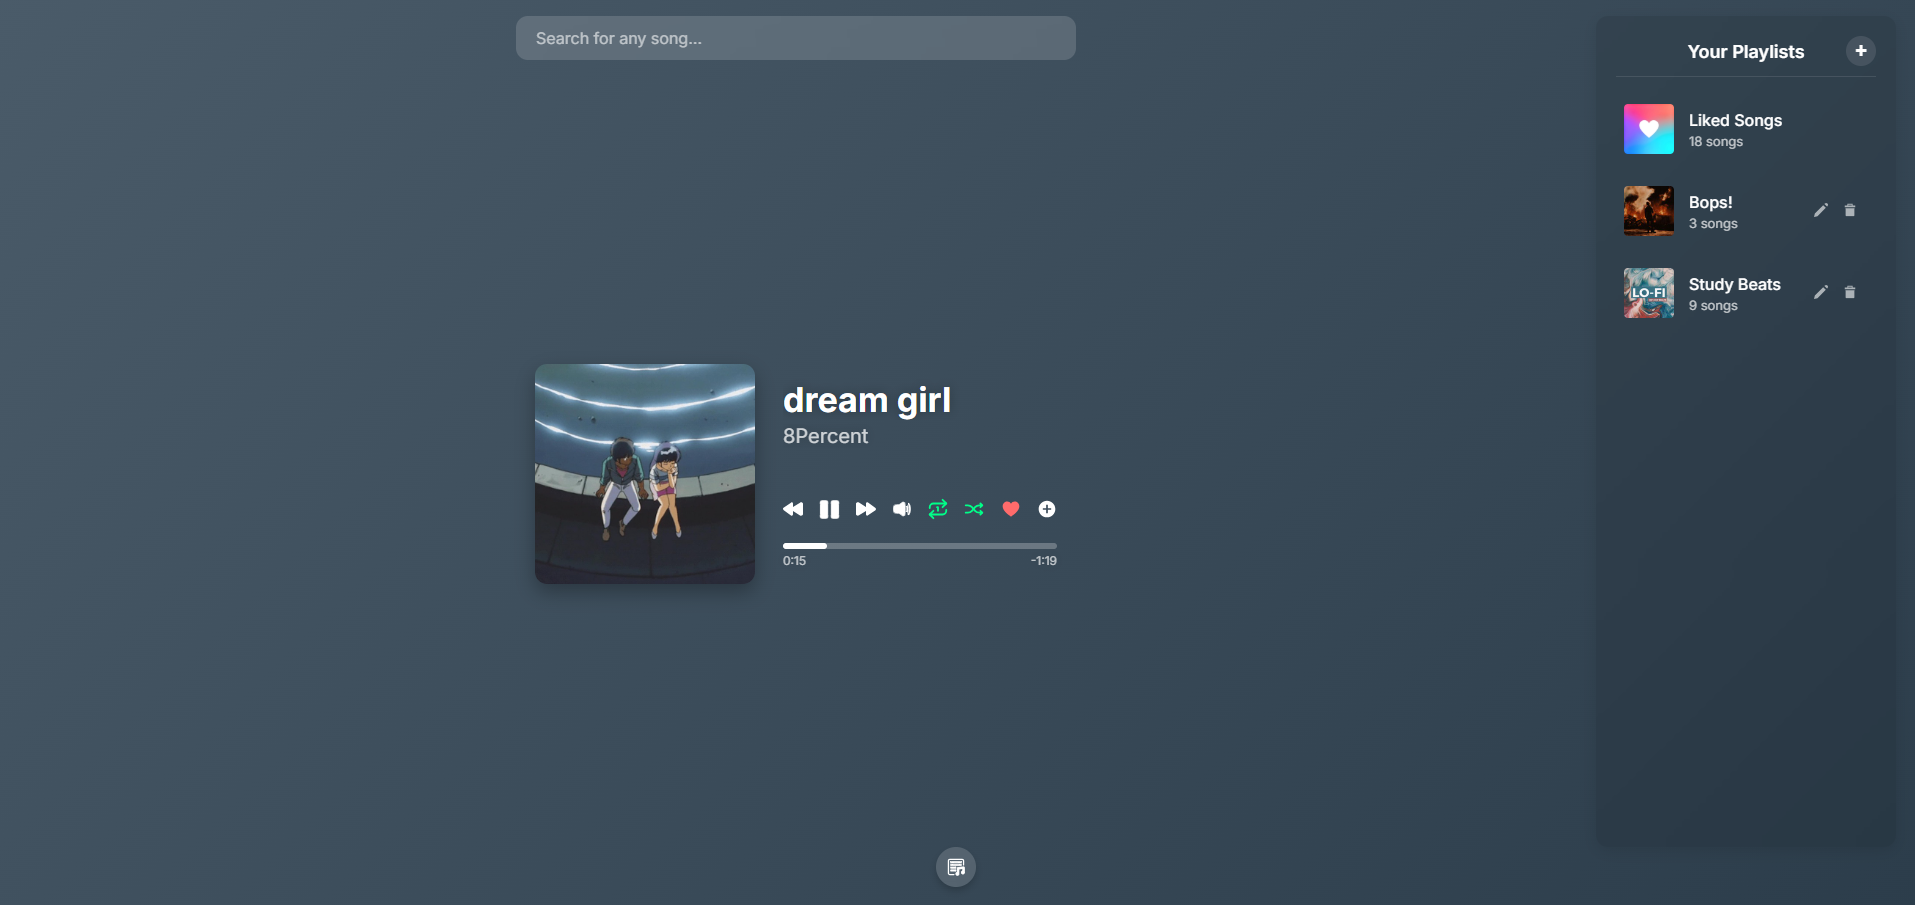 Search for any song...
Your Playlists
Liked Songs
18 songs
Bops!
3 songs
LO-FI
Study Beats
9 songs
dream girl
8Percent
1
0:15
-1:19